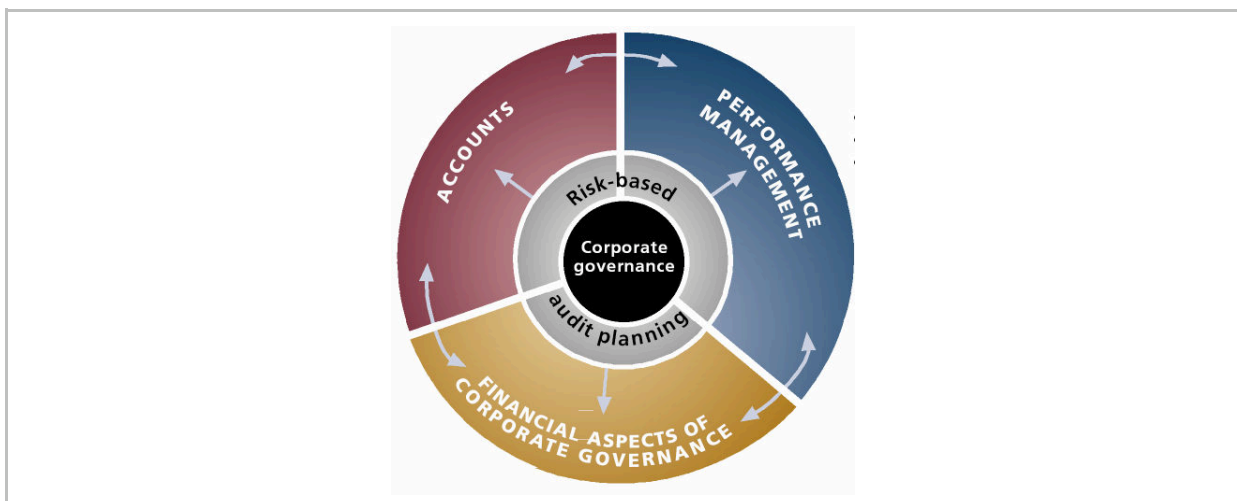 ACCOUNTS
PERFORMANCE
MANAGEMENT
Risk-based
Corporate
governance
audit planning
FINANCIAL ASPECTS OF
CORPORATE GOVERNANCE